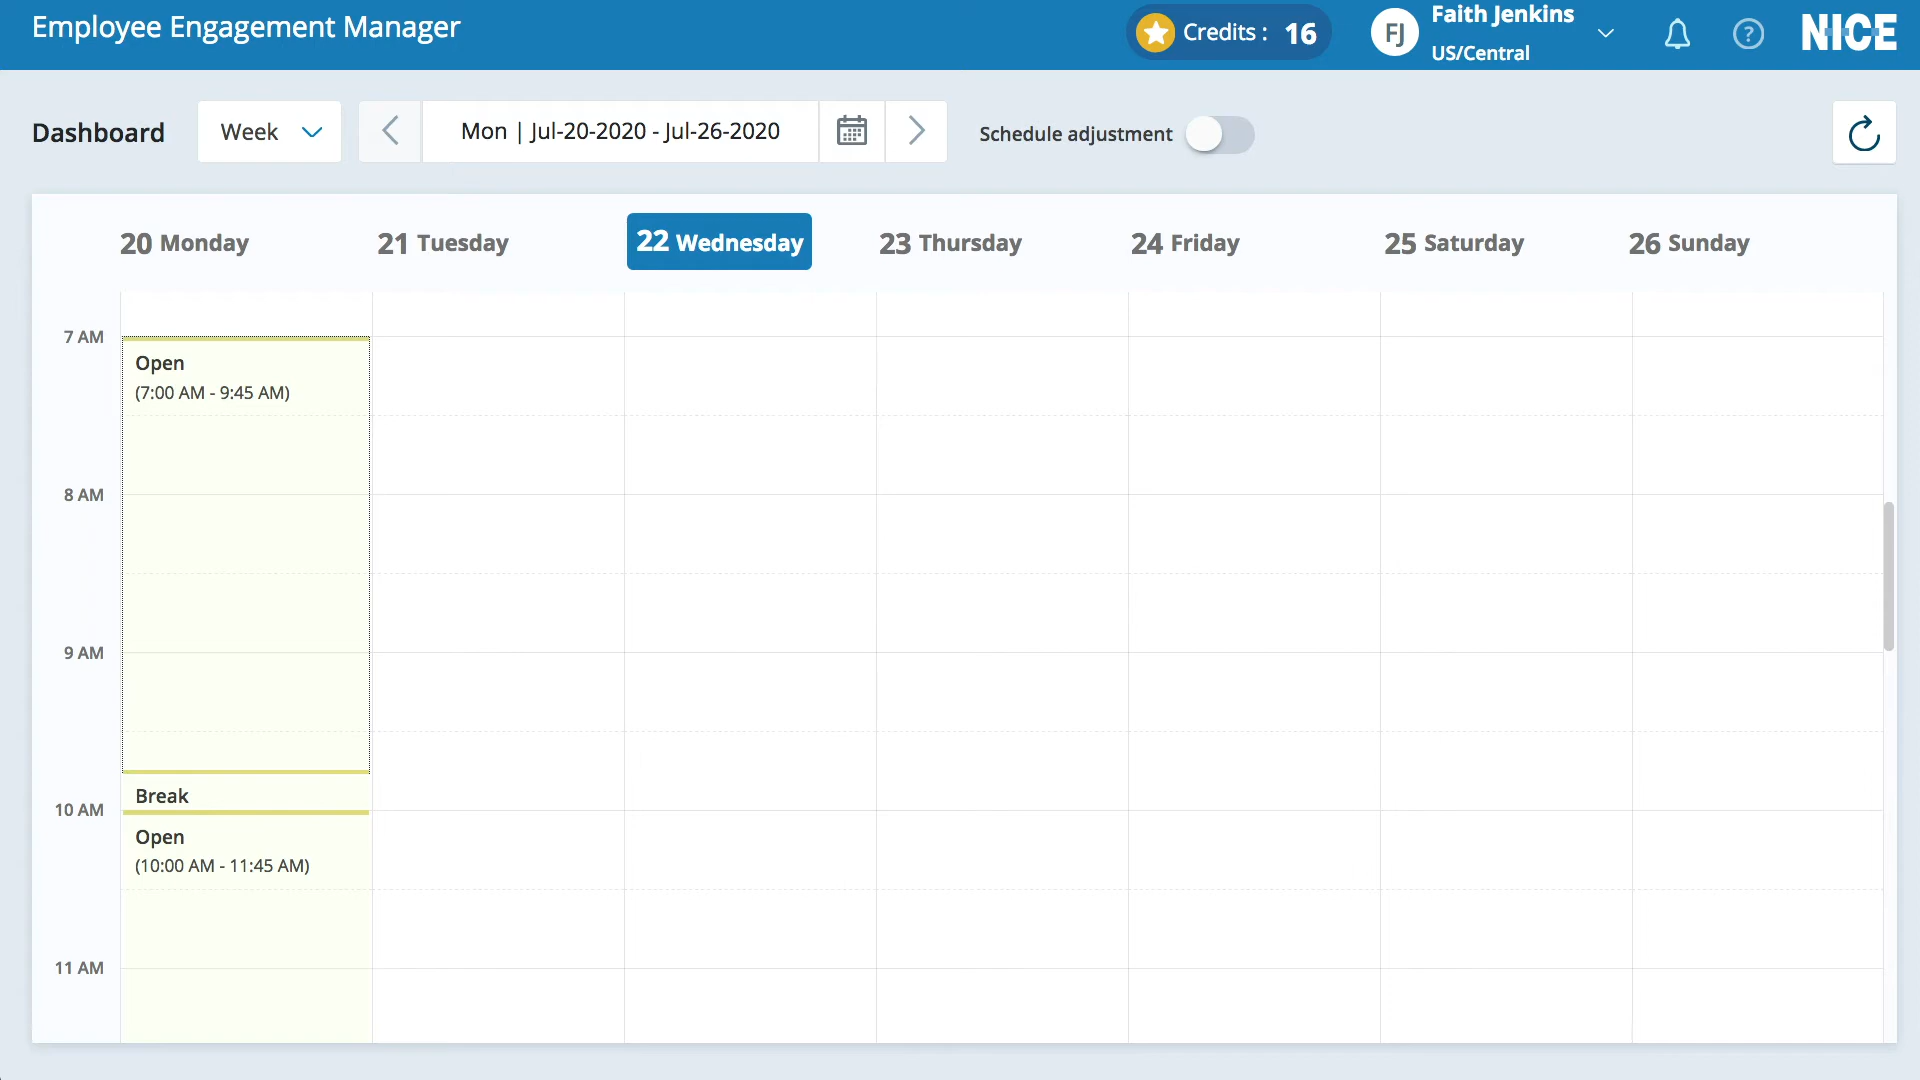 Employee Engagement Manager
Credits : 16
FJ
Faith Jenkins
US/Central
?
NICE
Dashboard
Week
Mon | Jul-20-2020 - Jul-26-2020
Schedule adjustment
20 Monday
21 Tuesday
22 Wednesday
23 Thursday
24 Friday
25 Saturday
26 Sunday
7 AM
Open
(7:00 AM - 9:45 AM)
8 AM
9 AM
Break
10 AM
Open
(10:00 AM - 11:45 AM)
11 AM